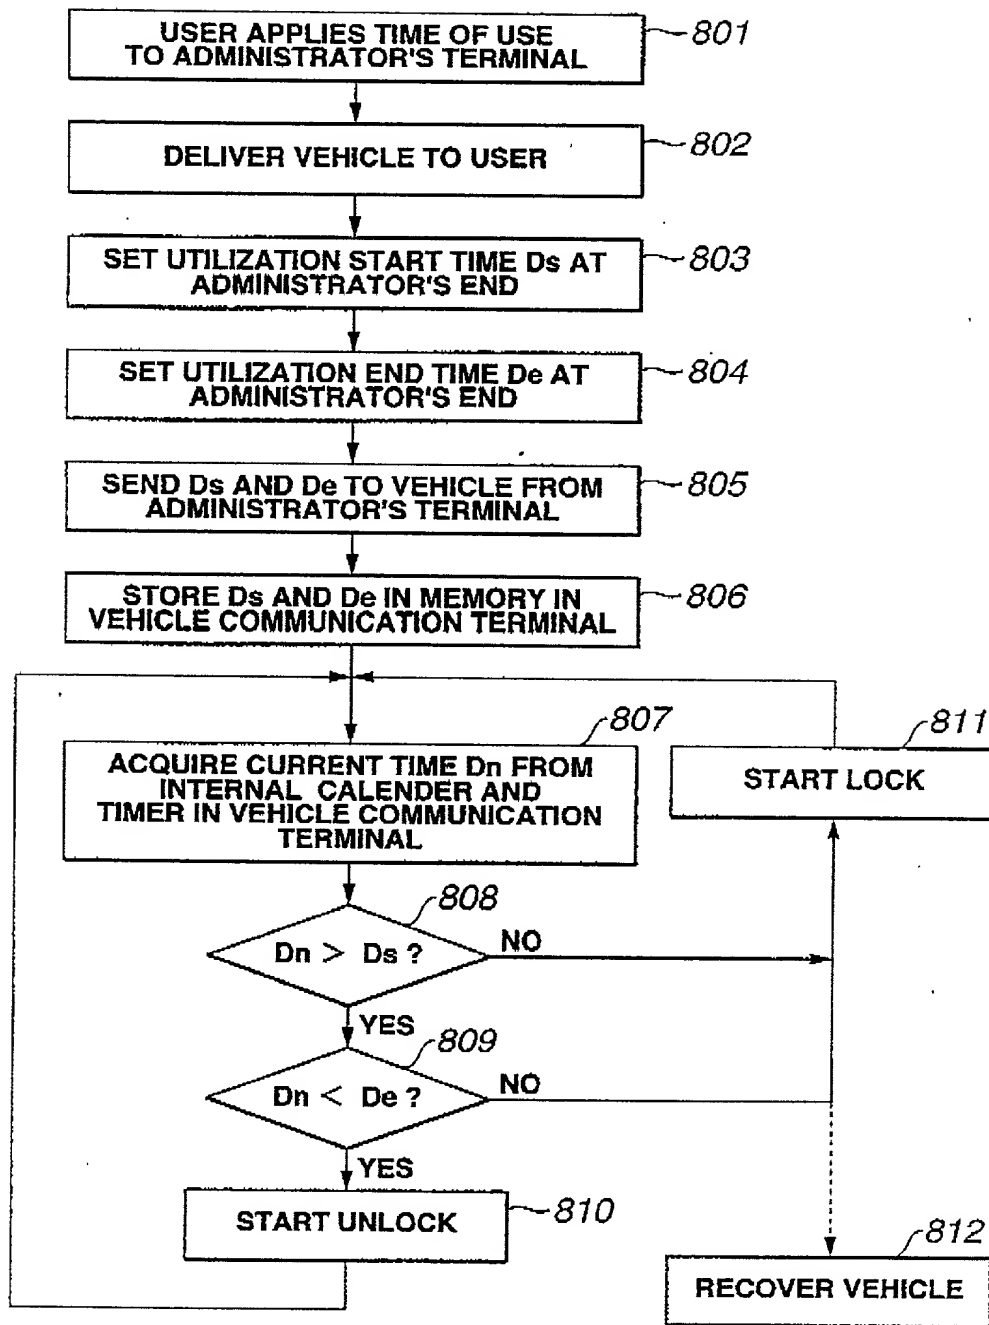 USER APPLIES TIME OF USE
TO ADMINISTRATOR'S TERMINAL
801
DELIVER VEHICLE TO USER
802
SET UTILIZATION START TIME Ds AT
ADMINISTRATOR'S END
803
SET UTILIZATION END TIME De AT
ADMINISTRATOR'S END
804
SEND Ds AND De TO VEHICLE FROM
ADMINISTRATOR'S TERMINAL
805
STORE Ds AND De IN MEMORY IN
VEHICLE COMMUNICATION TERMINAL
806
807
ACQUIRE CURRENT TIME Dn FROM
INTERNAL CALENDER AND
TIMER IN VEHICLE COMMUNICATION
TERMINAL
811
START LOCK
808
Dn > Ds ?
NO
YES
809
Dn < De ?
NO
YES
START UNLOCK
810
812
RECOVER VEHICLE